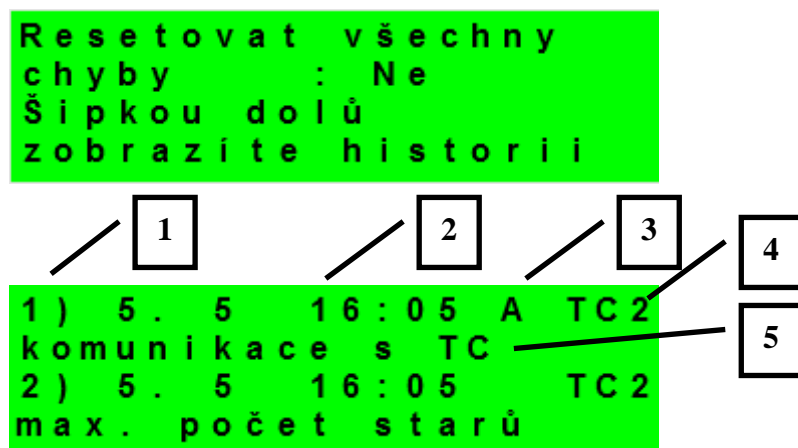 Resetovat všechny
chyby : Ne
Šipkou dolů
zobrazíte historii
1 2 3
4
1) 5. 5 16:05 A TC2
komunikace s TC
5
2) 5. 5 16:05 TC2
max. počet starů